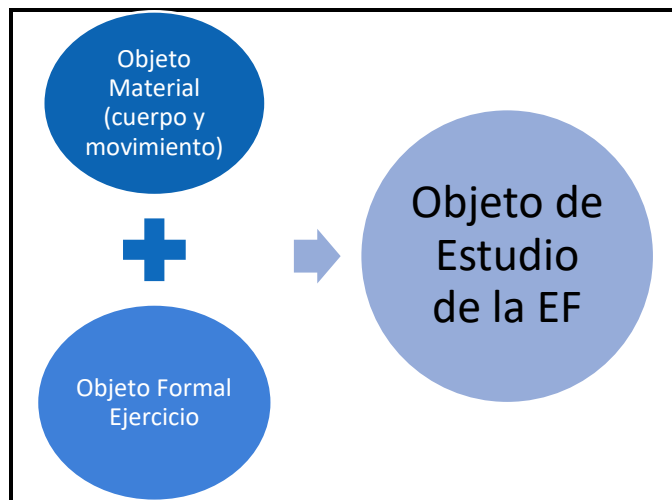 Objeto
Material
(cuerpo y
movimiento)
Objeto Formal
Ejercicio
Objeto de
Estudio
de la EF